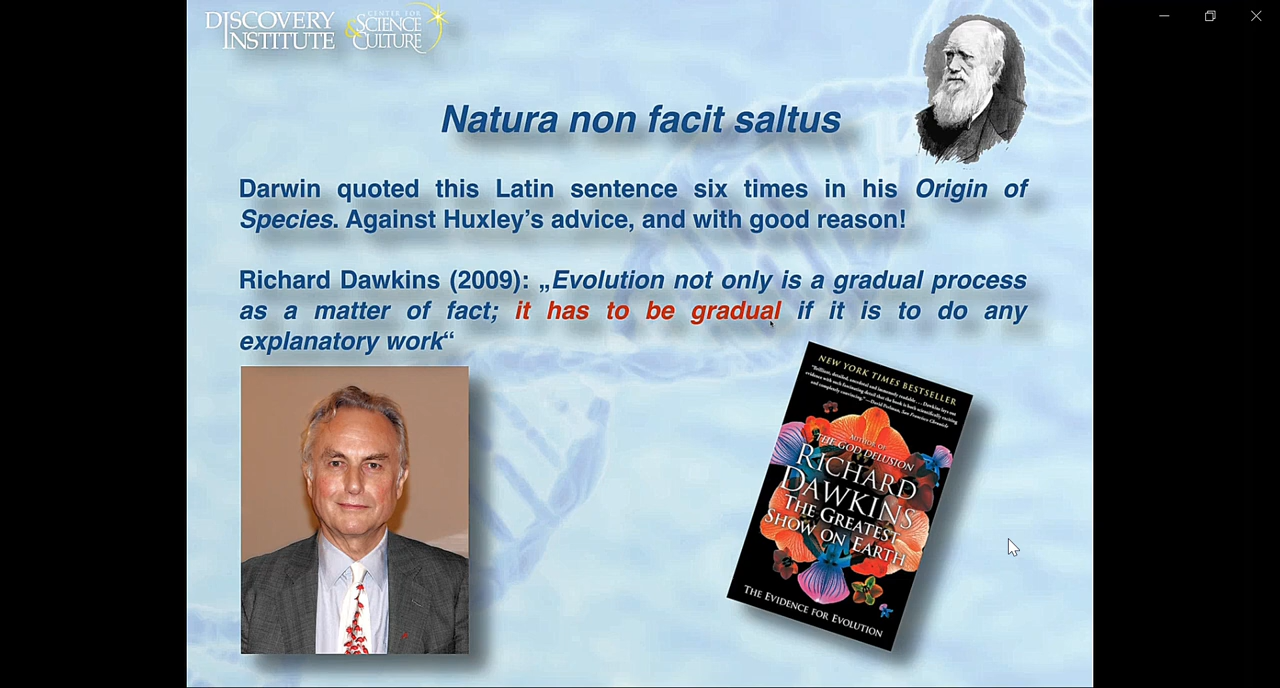 DISCOVERY
INSTITUTE
CENTER FOR
SCIENCE
& CULTURE
Natura non facit saltus
Darwin quoted this Latin sentence six times in his Origin of
Species. Against Huxley’s advice, and with good reason!
Richard Dawkins (2009): „Evolution not only is a gradual process
as a matter of fact; it has to be gradual if it is to do any
explanatory work“
NEW YORK TIMES BESTSELLER
AUTHOR OF
THE GOD DELUSION
RICHARD
DAWKINS
THE GREATEST
SHOW ON EARTH
THE EVIDENCE FOR EVOLUTION